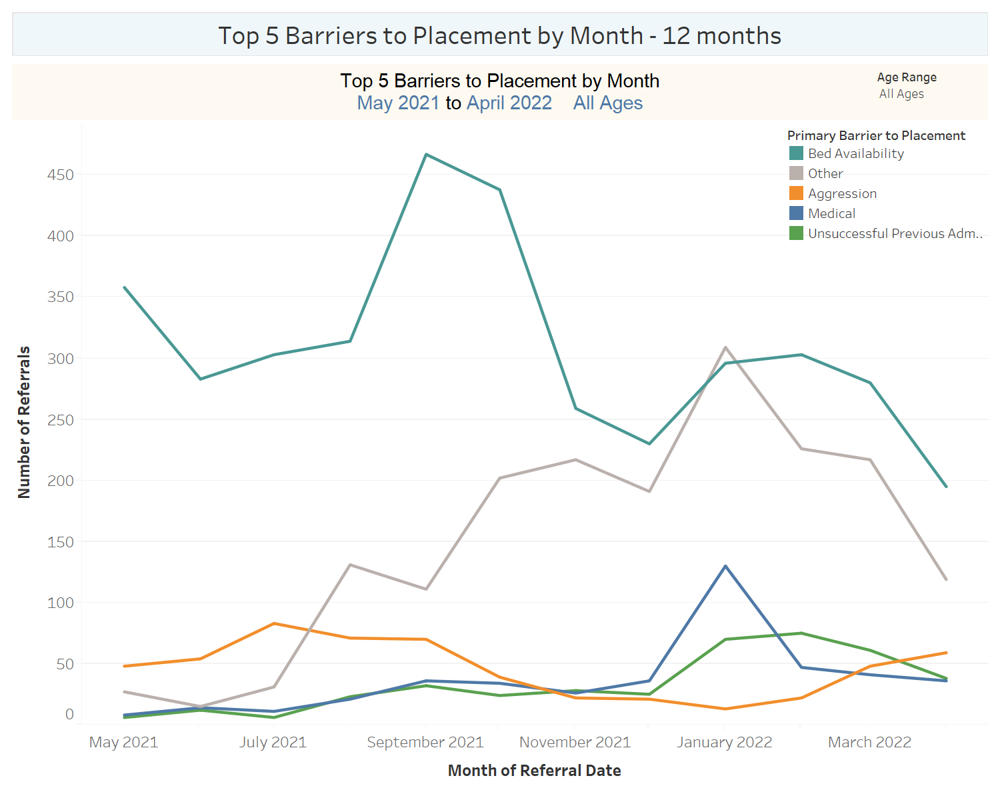 Top 5 Barriers to Placement by Month - 12 months
Top 5 Barriers to Placement by Month
May 2021 to April 2022 All Ages
Age Range
All Ages
Primary Barrier to Placement
Bed Availability
Other
Aggression
Medical
Unsuccessful Previous Adm..
Number of Referrals
450
400
350
300
250
200
150
100
50
0
May 2021
July 2021
September 2021
November 2021
January 2022
March 2022
Month of Referral Date